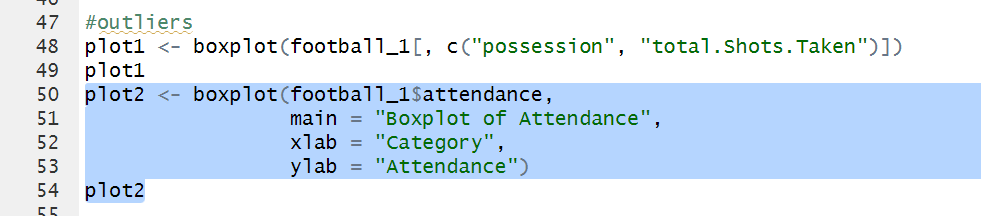 47 #outliers
48 plot1 <- boxplot(football_1[, c("possession", "total.Shots.Taken")])
49 plot1
50 plot2 <- boxplot(football_1$attendance,
51 main = "Boxplot of Attendance",
52 xlab = "Category",
53 ylab = "Attendance")
54 plot2